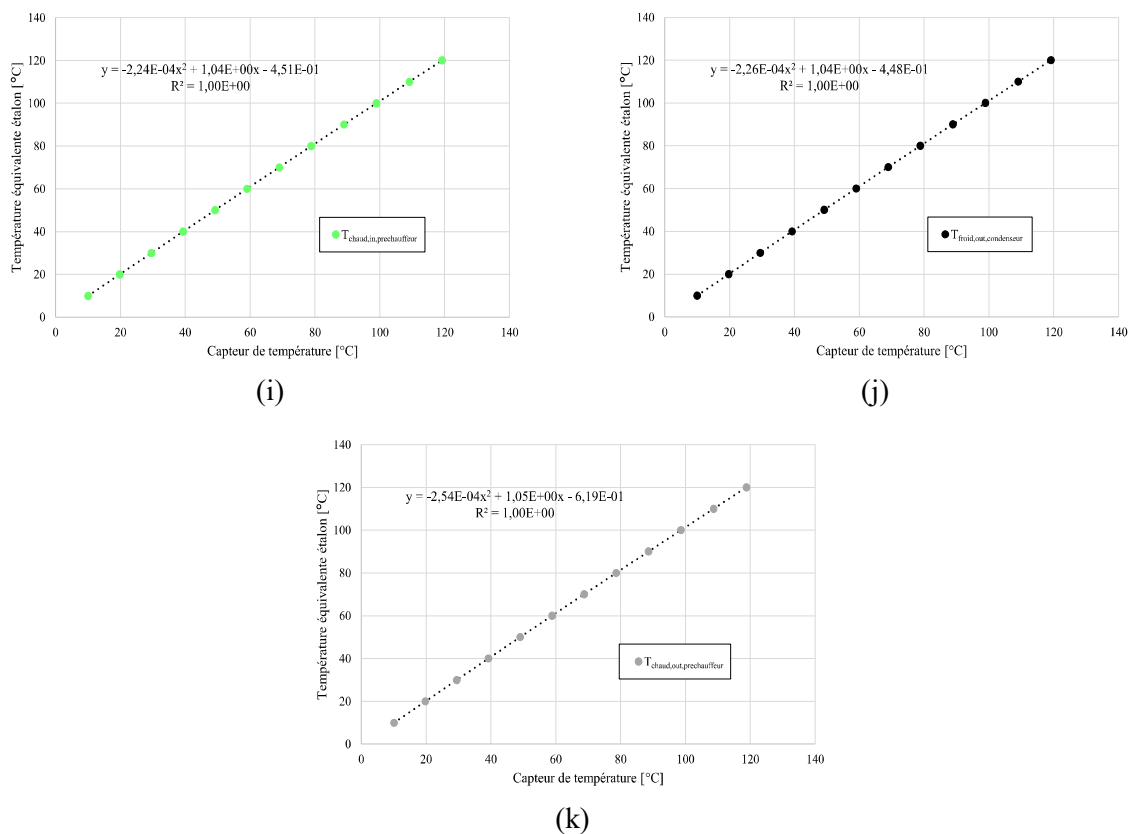 140
120
100
80
60
40
20
0
Température équivalente étalon [°C]
y = -2,24E-04x² + 1,04E+00x - 4,51E-01
R² = 1,00E+00
T chaud,in,prechauffeur
0 20 40 60 80 100 120 140
Capteur de température [°C]
(i)
140
120
100
80
60
40
20
0
Température équivalente étalon [°C]
y = -2,26E-04x² + 1,04E+00x - 4,48E-01
R² = 1,00E+00
T froid,out,condenseur
0 20 40 60 80 100 120 140
Capteur de température [°C]
(j)
140
120
100
80
60
40
20
0
Température équivalente étalon [°C]
y = -2,54E-04x² + 1,05E+00x - 6,19E-01
R² = 1,00E+00
T chaud,out,prechauffeur
0 20 40 60 80 100 120 140
Capteur de température [°C]
(k)